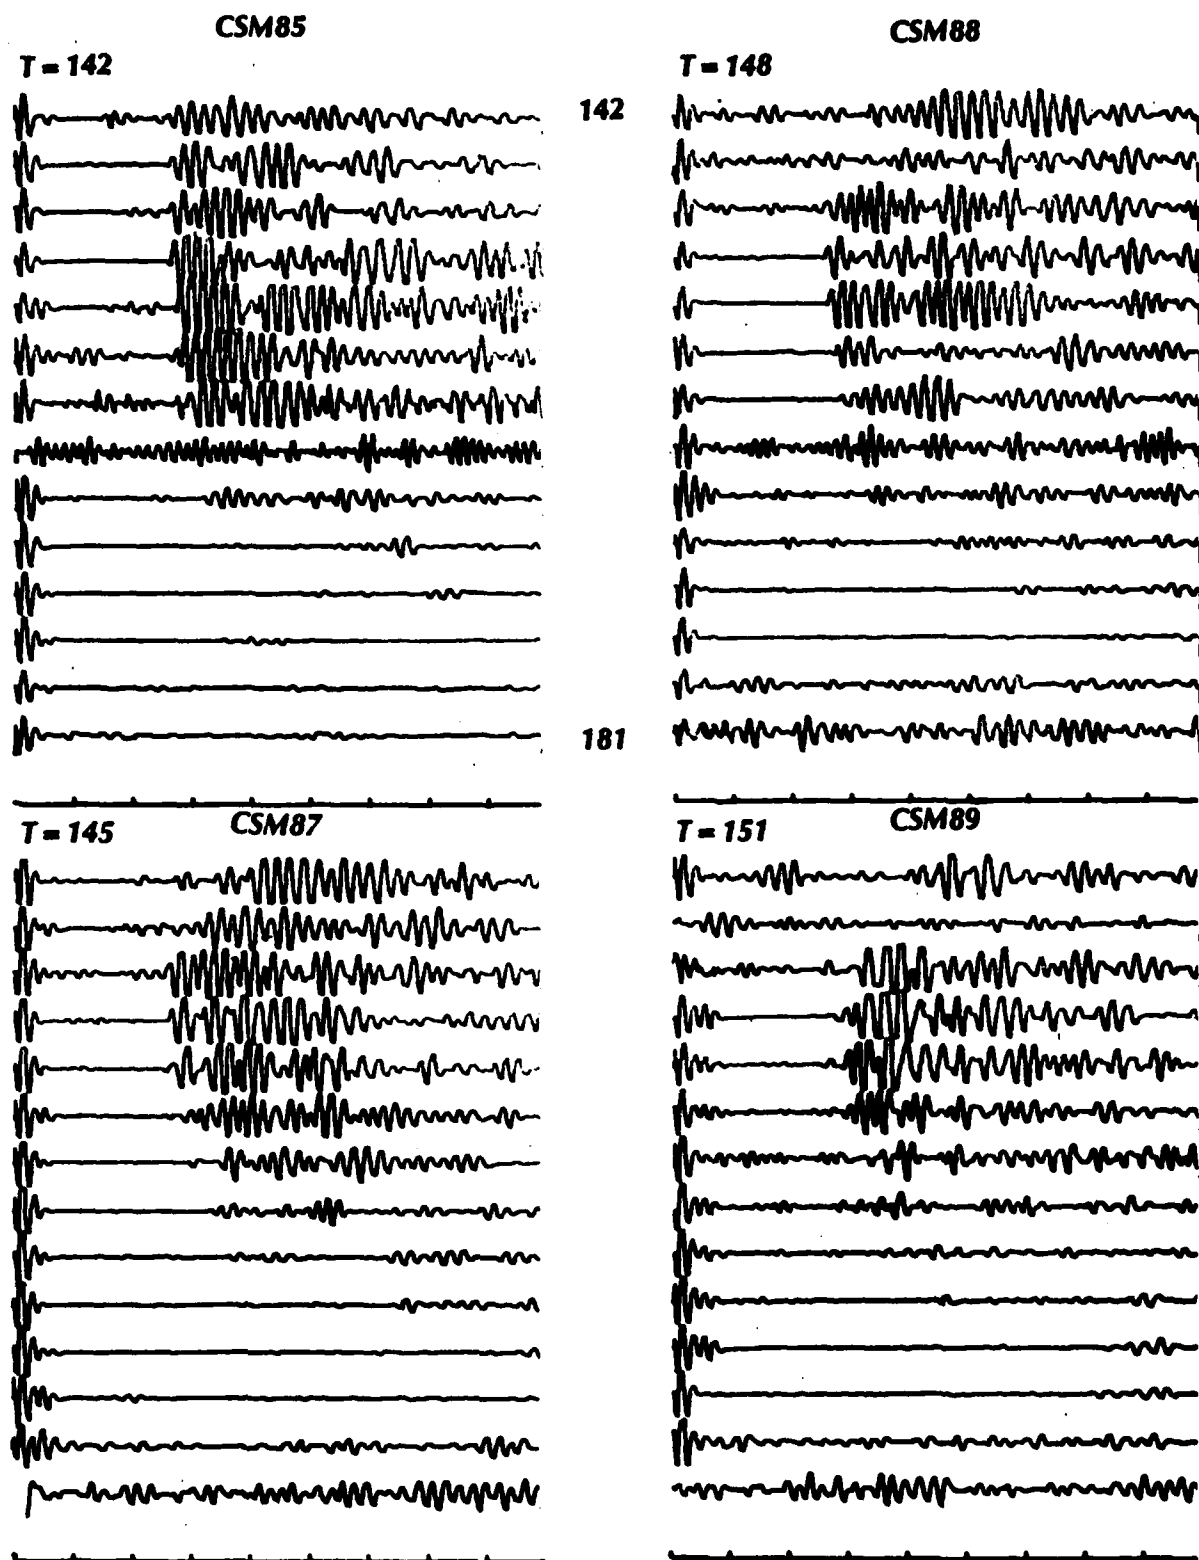 CSM85
T = 142
142
CSM88
T = 148
181
T = 145
CSM87
T = 151
CSM89